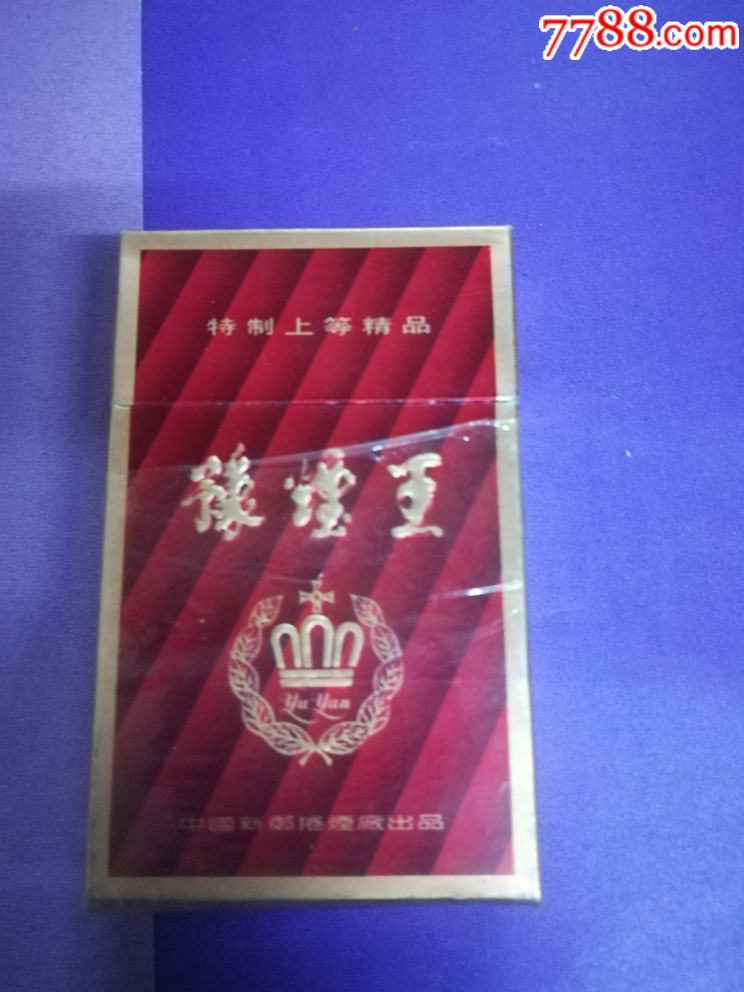 7788.com
特制上等精品
豫烟王
Yu Yan
中國新鄭捲煙廠出品